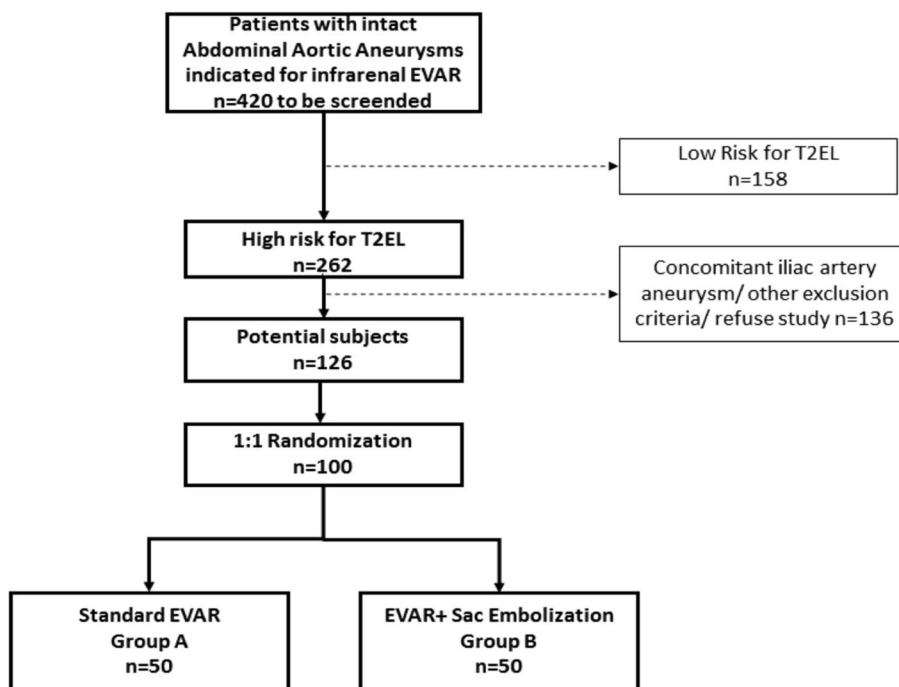 Patients with intact
Abdominal Aortic Aneurysms
indicated for infrarenal EVAR
n=420 to be screended
Low Risk for T2EL
n=158
High risk for T2EL
n=262
Concomitant iliac artery
aneurysm/ other exclusion
criteria/ refuse study n=136
Potential subjects
n=126
1:1 Randomization
n=100
Standard EVAR
Group A
n=50
EVAR+ Sac Embolization
Group B
n=50